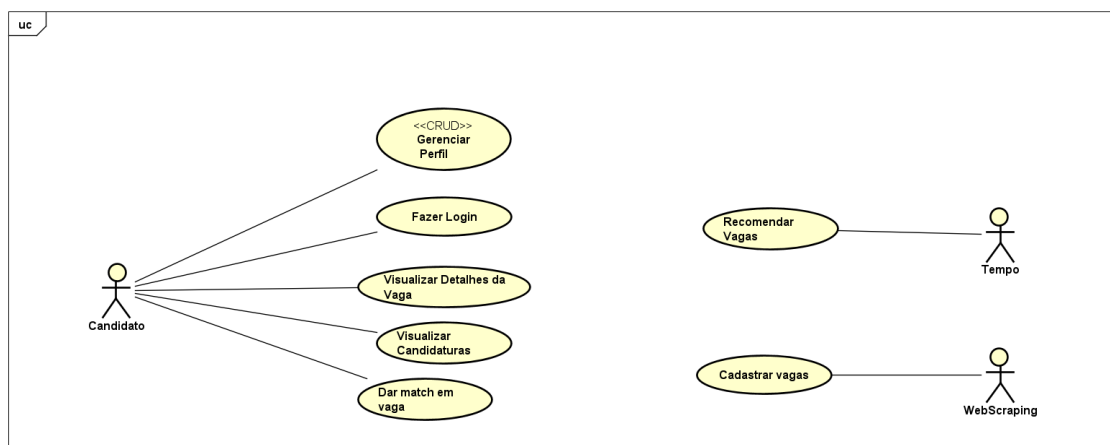 uc
<<CRUD>>
Gerenciar
Perfil
Fazer Login
Visualizar Detalhes da
Vaga
Visualizar
Candidaturas
Dar match em
vaga
Candidato
Recomendar
Vagas
Tempo
Cadastrar vagas
WebScraping